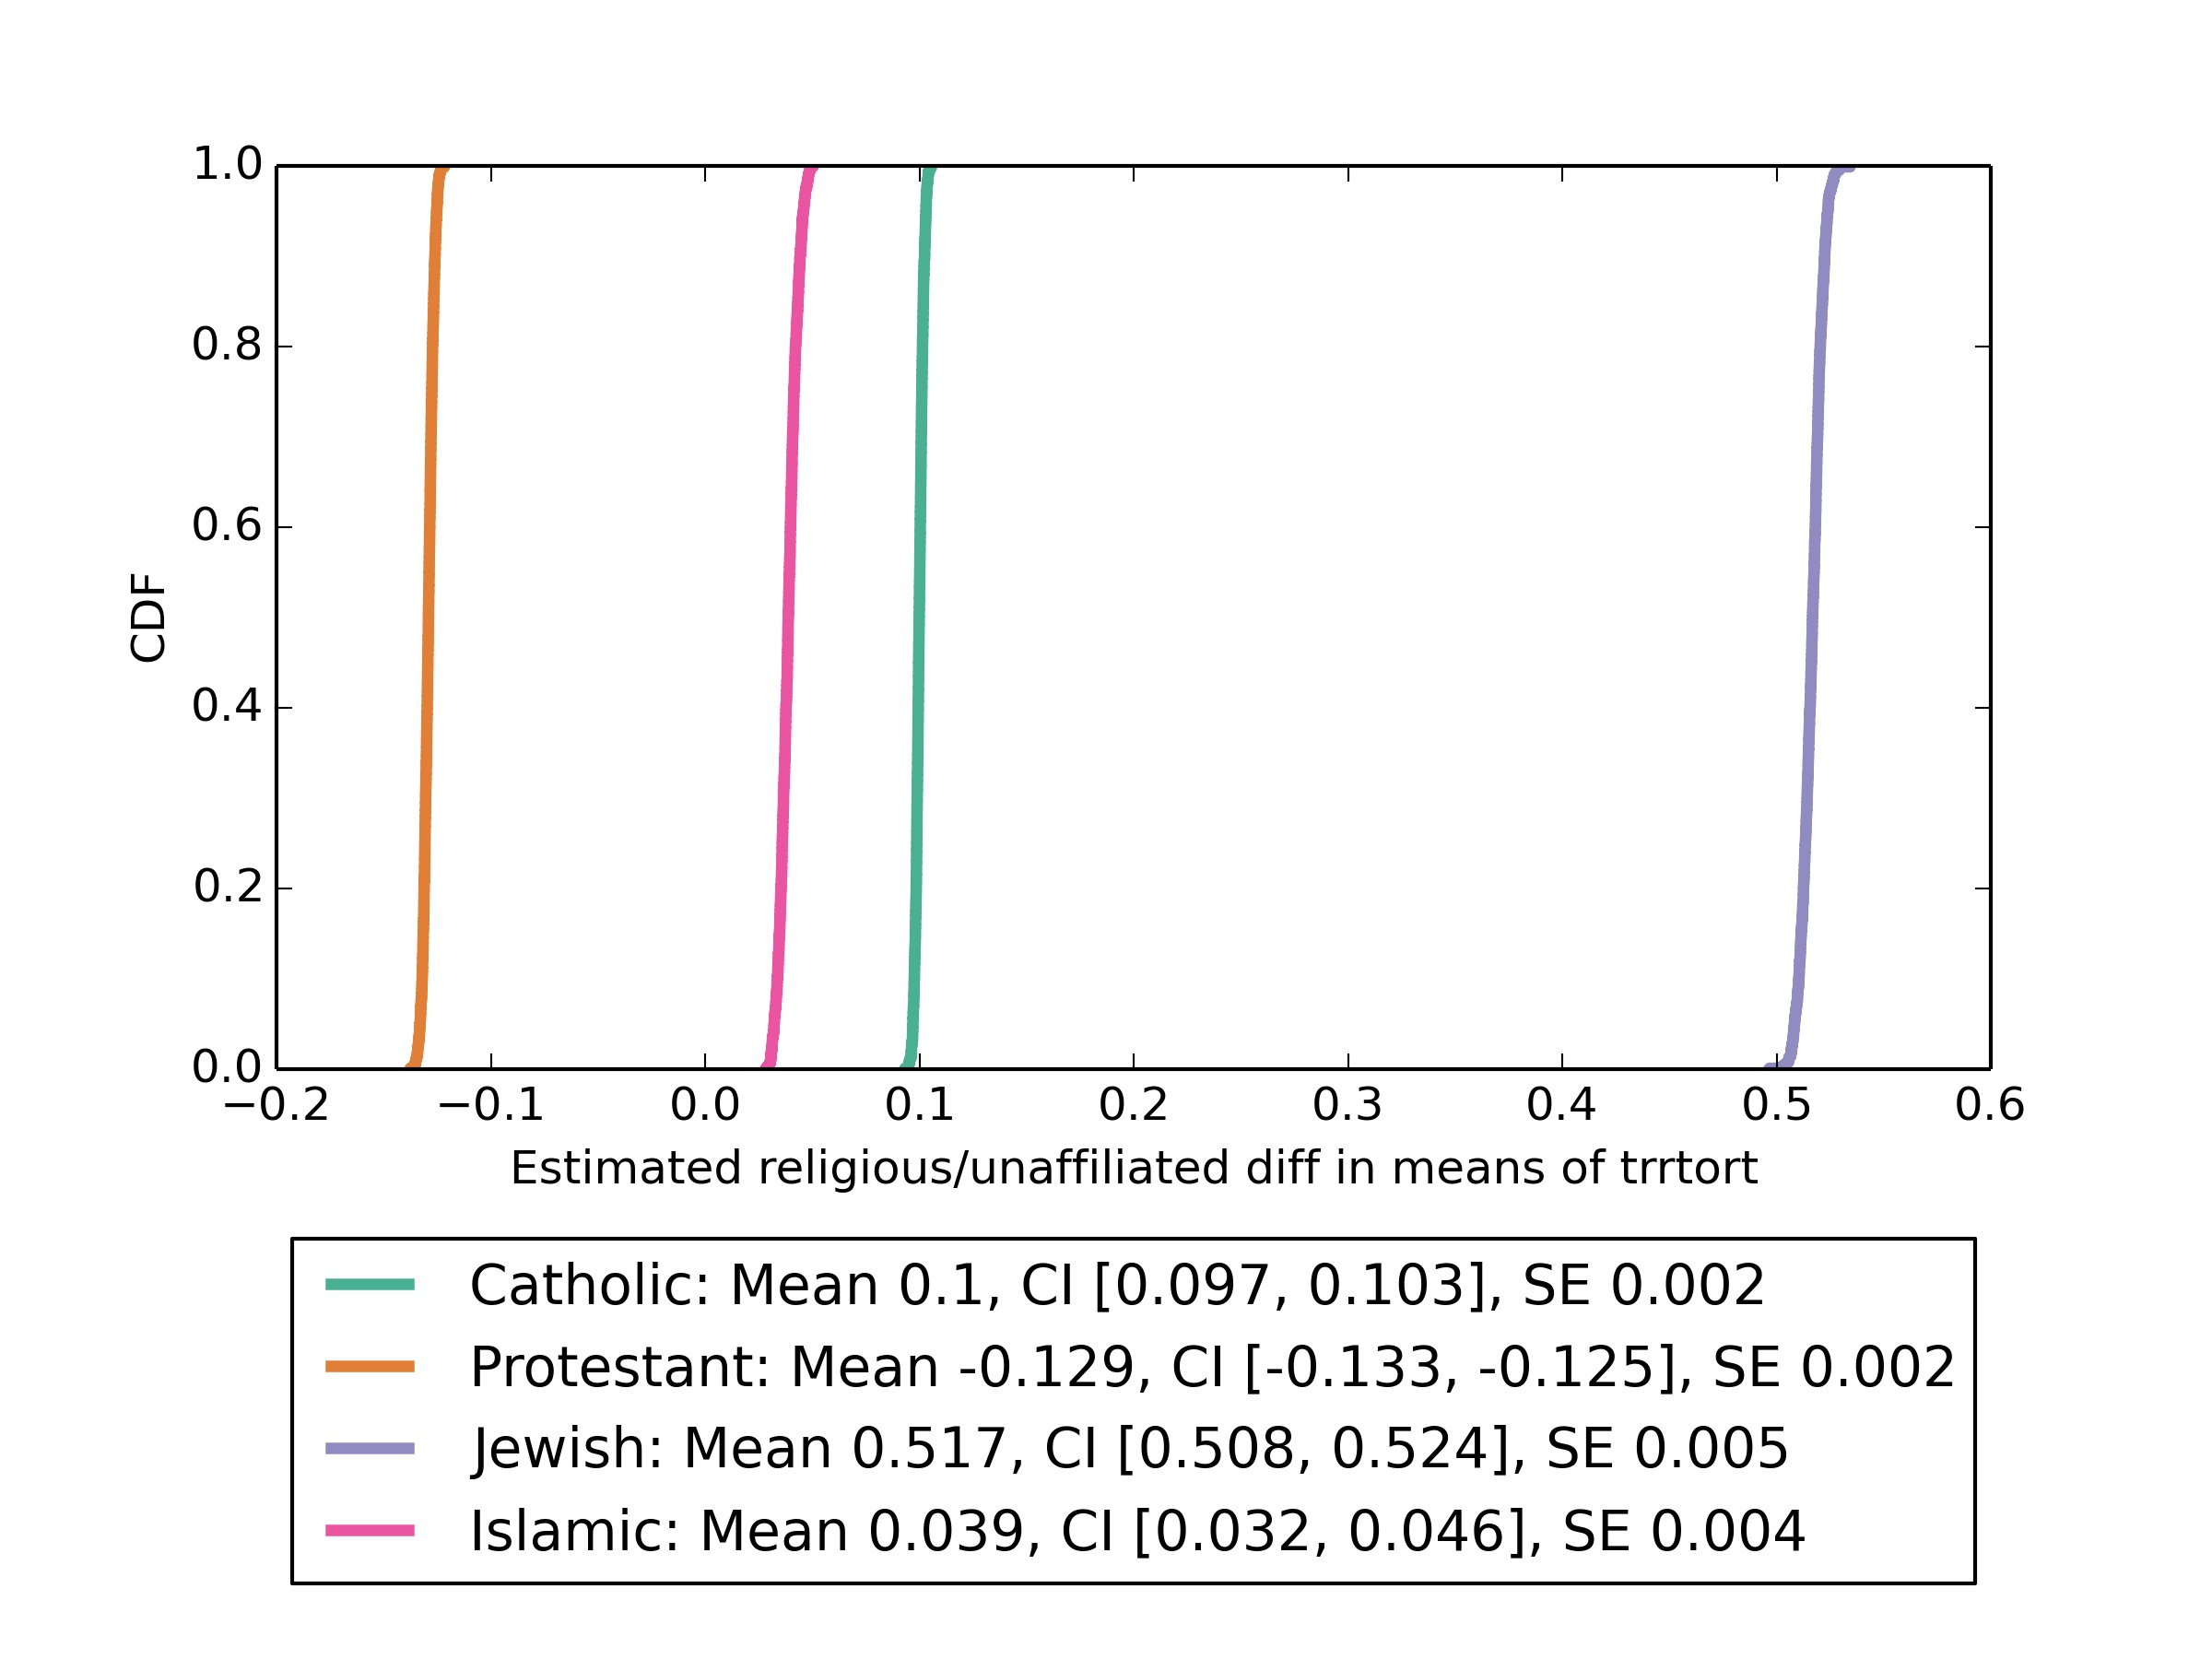 1.0
0.8
0.6
0.4
0.2
0.0
CDF
−0.2 −0.1 0.0 0.1 0.2 0.3 0.4 0.5 0.6
Estimated religious/unaffiliated diff in means of trrtort
Catholic: Mean 0.1, CI [0.097, 0.103], SE 0.002
Protestant: Mean -0.129, CI [-0.133, -0.125], SE 0.002
Jewish: Mean 0.517, CI [0.508, 0.524], SE 0.005
Islamic: Mean 0.039, CI [0.032, 0.046], SE 0.004